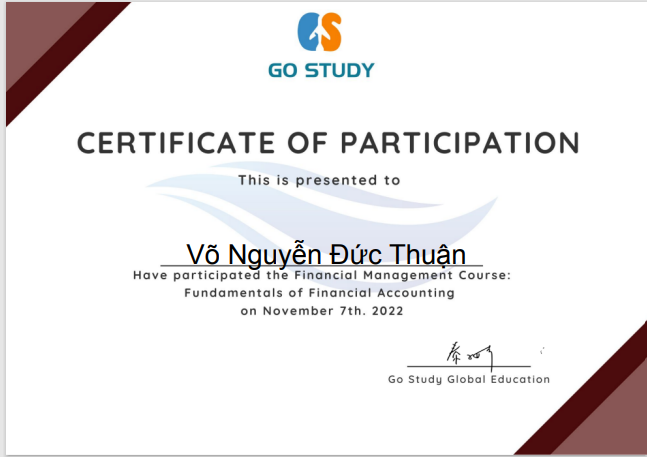 GS
GO STUDY
CERTIFICATE OF PARTICIPATION
This is presented to
Võ Nguyễn Đức Thuận
Have participated the Financial Management Course:
Fundamentals of Financial Accounting
on November 7th. 2022
Go Study Global Education